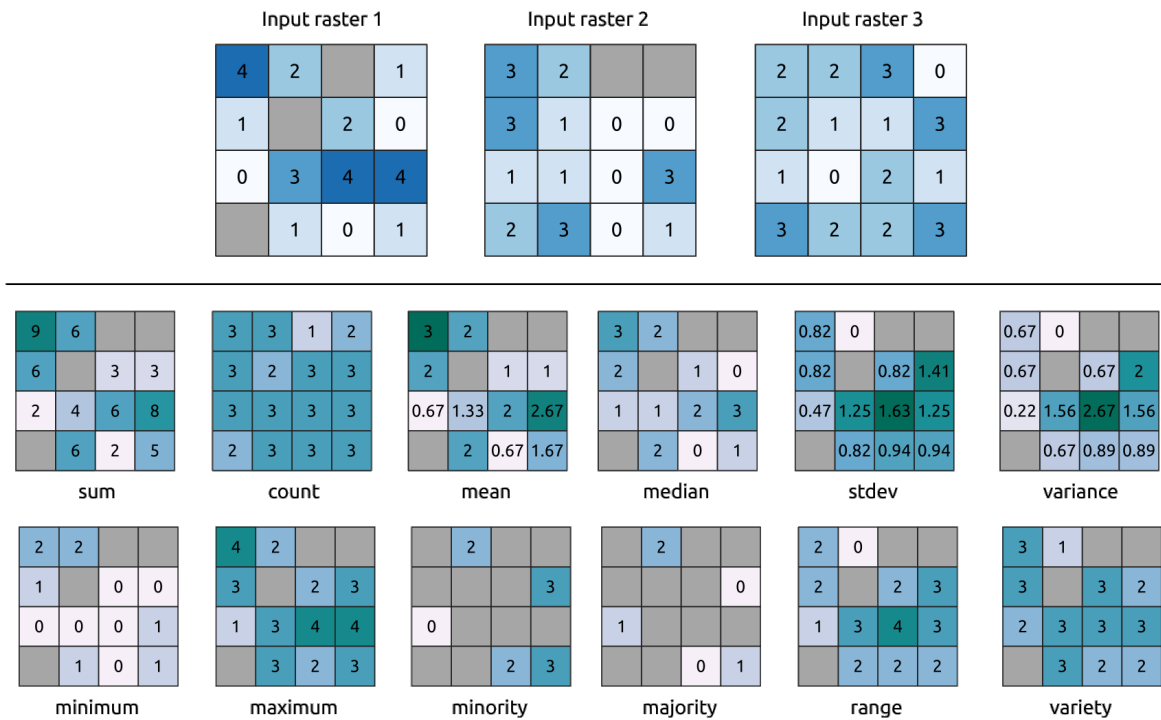 Input raster 1 Input raster 2 Input raster 3
4 2 1 3 2 2 2 3 0
1 2 0 3 1 0 0 2 1 1 3
0 3 4 4 1 1 0 3 1 0 2 1
1 0 1 2 3 0 1 3 2 2 3
9 6 3 3 1 2 3 2 3 2 0.82 0 0.67 0
6 3 3 3 2 3 3 2 1 1 2 1 0 0.82 0.82 1.41 0.67 0.67 2
2 4 6 8 3 3 3 3 0.67 1.33 2 2.67 1 1 2 3 0.47 1.25 1.63 1.25 0.22 1.56 2.67 1.56
6 2 5 2 3 3 3 2 0.67 1.67 2 0 1 0.82 0.94 0.94 0.67 0.89 0.89
sum count mean median stdev variance
2 2 4 2 2 2 2 0 3 1
1 0 0 3 2 3 3 0 2 2 3 3 3 2
0 0 0 1 1 3 4 4 0 1 1 3 4 3 2 3 3 3
1 0 1 3 2 3 2 3 0 1 2 2 2 3 2 2
minimum maximum minority majority range variety